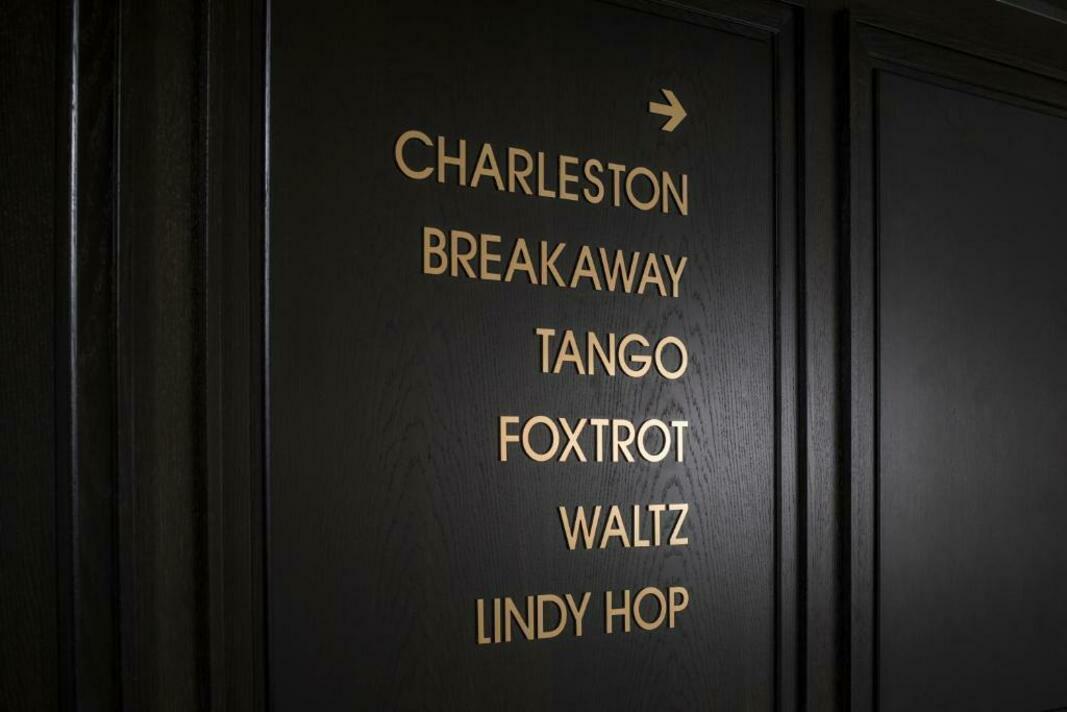 CHARLESTON
BREAKAWAY
TANGO
FOXTROT
WALTZ
LINDY HOP